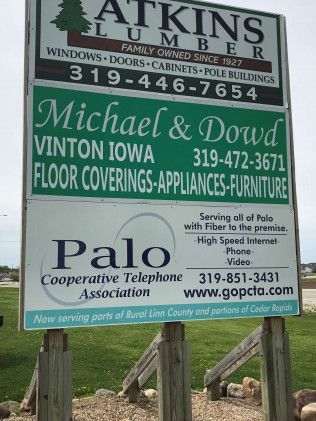 ATKINS
LUMBER
FAMILY OWNED SINCE 1927
WINDOWS · DOORS · CABINETS · POLE BUILDINGS
319-446-7654
Michael & Dowd
VINTON IOWA 319-472-3671
FLOOR COVERINGS-APPLIANCES-FURNITURE
Palo
Cooperative Telephone
Association
Serving all of Palo
with Fiber to the premise.
·High Speed Internet·
·Phone·
·Video·
319-851-3431
www.gopcta.com
Now serving parts of Rural Linn County and portions of Cedar Rapids